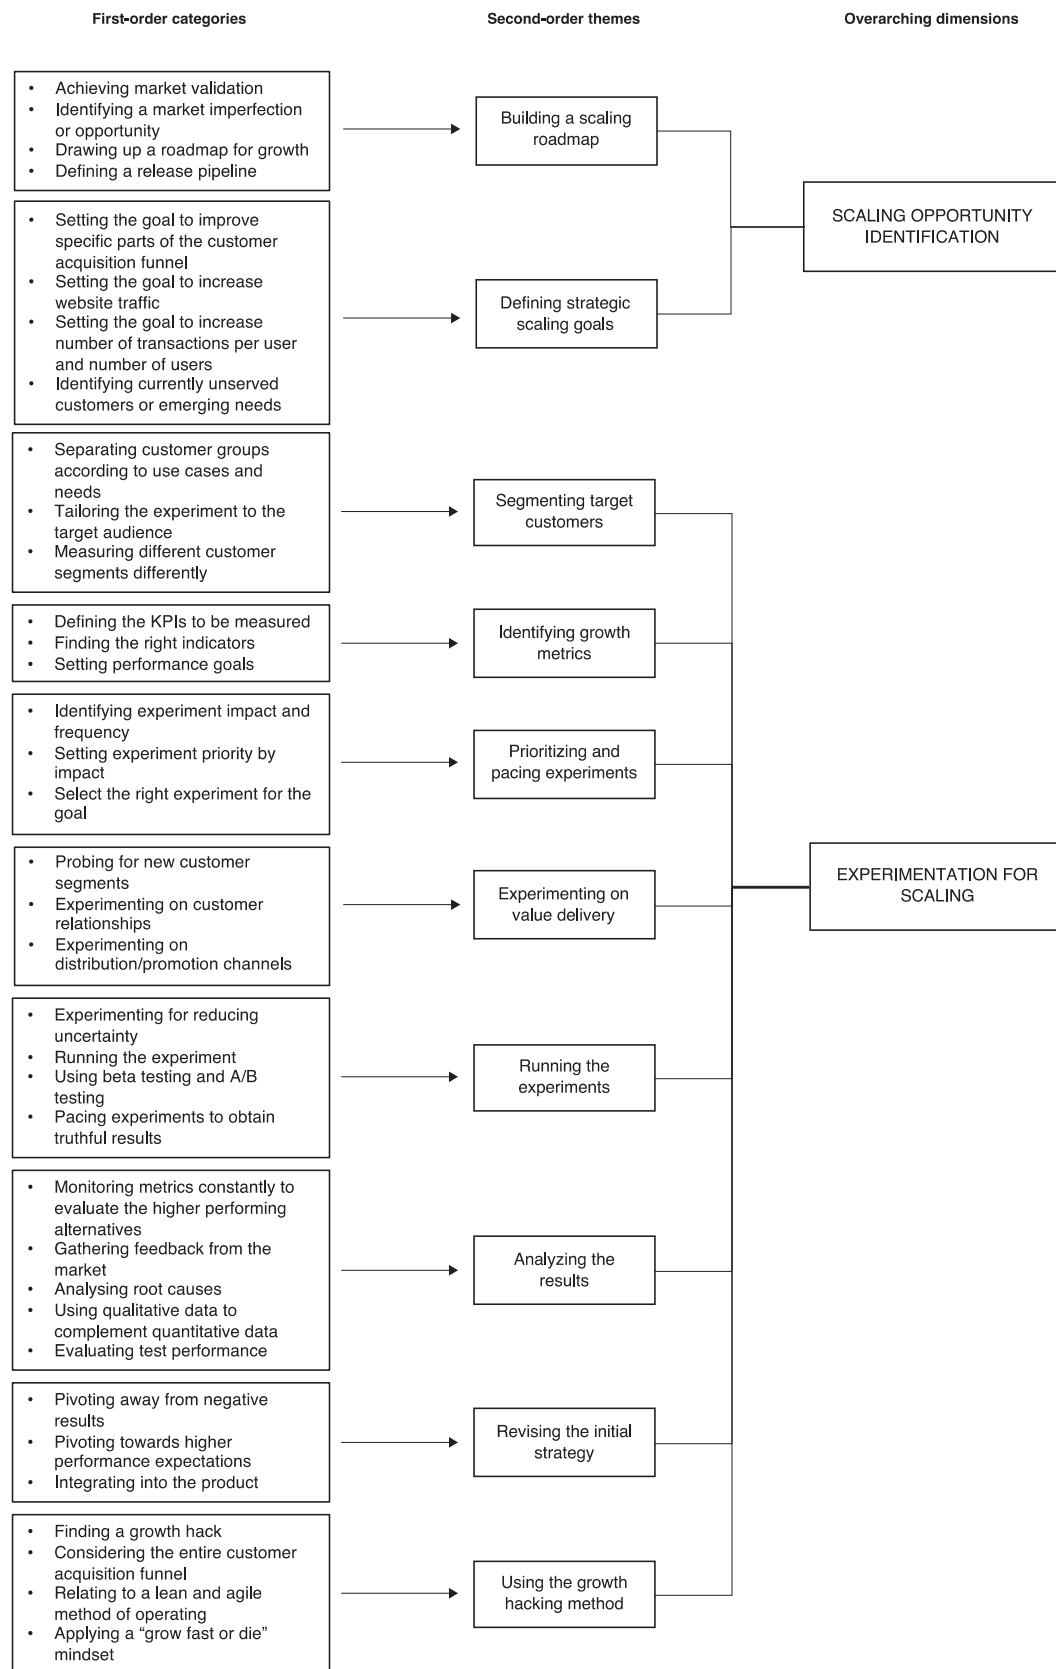 First-order categories
Second-order themes
Overarching dimensions
• Achieving market validation
• Identifying a market imperfection
or opportunity
• Drawing up a roadmap for growth
• Defining a release pipeline
Building a scaling
roadmap
• Setting the goal to improve
specific parts of the customer
acquisition funnel
• Setting the goal to increase
website traffic
• Setting the goal to increase
number of transactions per user
and number of users
• Identifying currently unserved
customers or emerging needs
Defining strategic
scaling goals
SCALING OPPORTUNITY
IDENTIFICATION
• Separating customer groups
according to use cases and
needs
• Tailoring the experiment to the
target audience
• Measuring different customer
segments differently
Segmenting target
customers
• Defining the KPIs to be measured
• Finding the right indicators
• Setting performance goals
Identifying growth
metrics
• Identifying experiment impact and
frequency
• Setting experiment priority by
impact
• Select the right experiment for the
goal
Prioritizing and
pacing experiments
• Probing for new customer
segments
• Experimenting on customer
relationships
• Experimenting on
distribution/promotion channels
Experimenting on
value delivery
EXPERIMENTATION FOR
SCALING
• Experimenting for reducing
uncertainty
• Running the experiment
• Using beta testing and A/B
testing
• Pacing experiments to obtain
truthful results
Running the
experiments
• Monitoring metrics constantly to
evaluate the higher performing
alternatives
• Gathering feedback from the
market
• Analysing root causes
• Using qualitative data to
complement quantitative data
• Evaluating test performance
Analyzing the
results
• Pivoting away from negative
results
• Pivoting towards higher
performance expectations
• Integrating into the product
Revising the initial
strategy
• Finding a growth hack
• Considering the entire customer
acquisition funnel
• Relating to a lean and agile
method of operating
• Applying a “grow fast or die”
mindset
Using the growth
hacking method